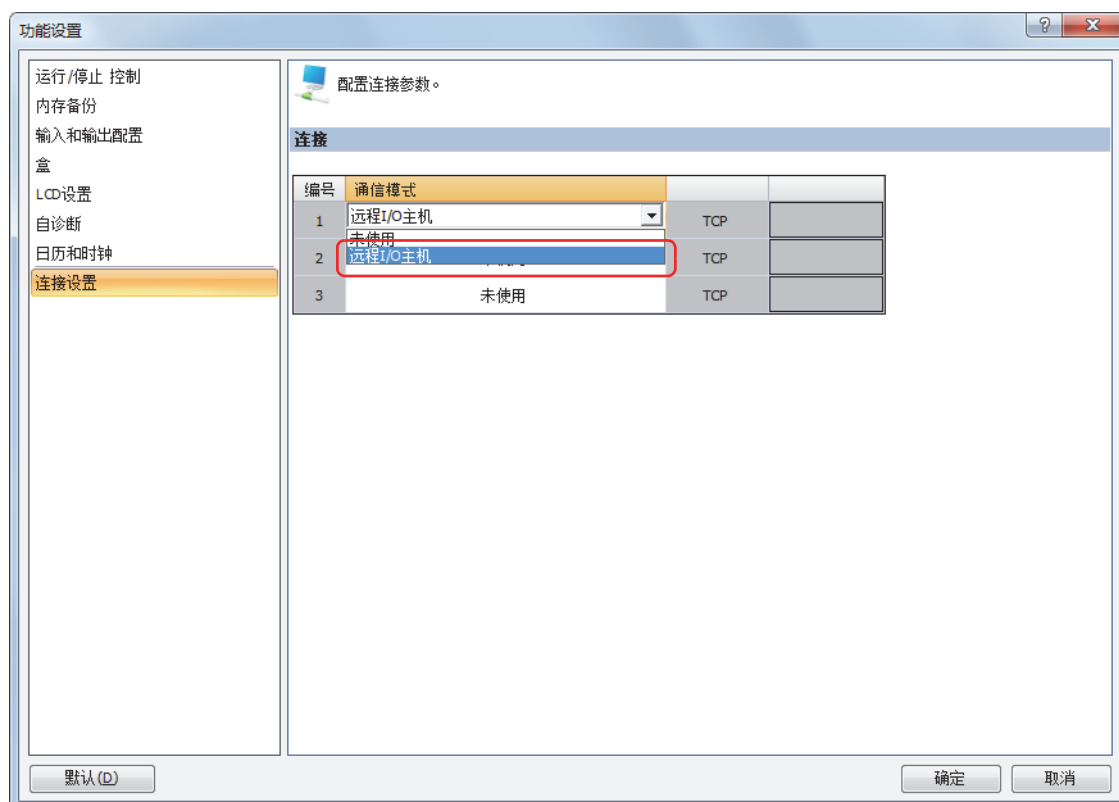 功能设置
运行/停止 控制
内存备份
输入和输出配置
盒
LCD设置
自诊断
日历和时钟
连接设置
配置连接参数。
连接
编号 通信模式
1 远程I/O主机 TCP
未使用
2 远程I/O主机 TCP
3 未使用 TCP
默认(D) 确定 取消